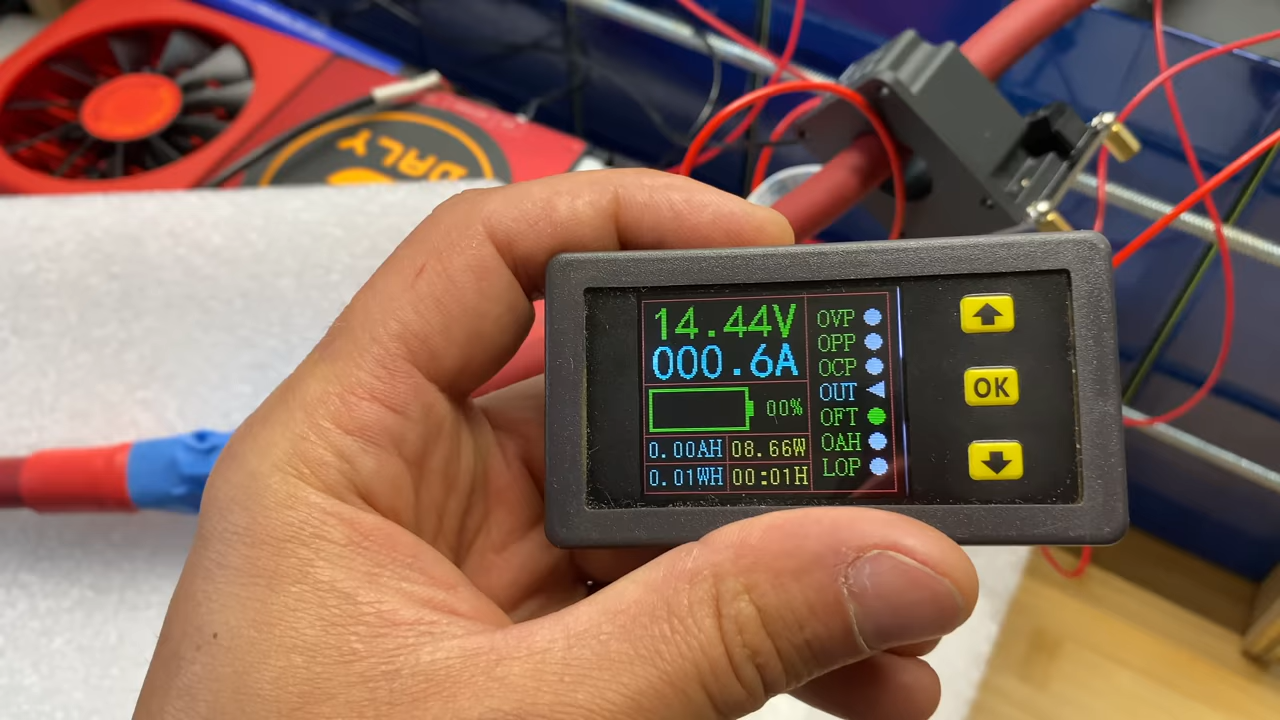 DALY
14.44V
000.6A
00%
0.00AH 08.66W
0.01WH 00:01H
OVP
OPP
OCP
OUT
OFT
OAH
LOP
OK